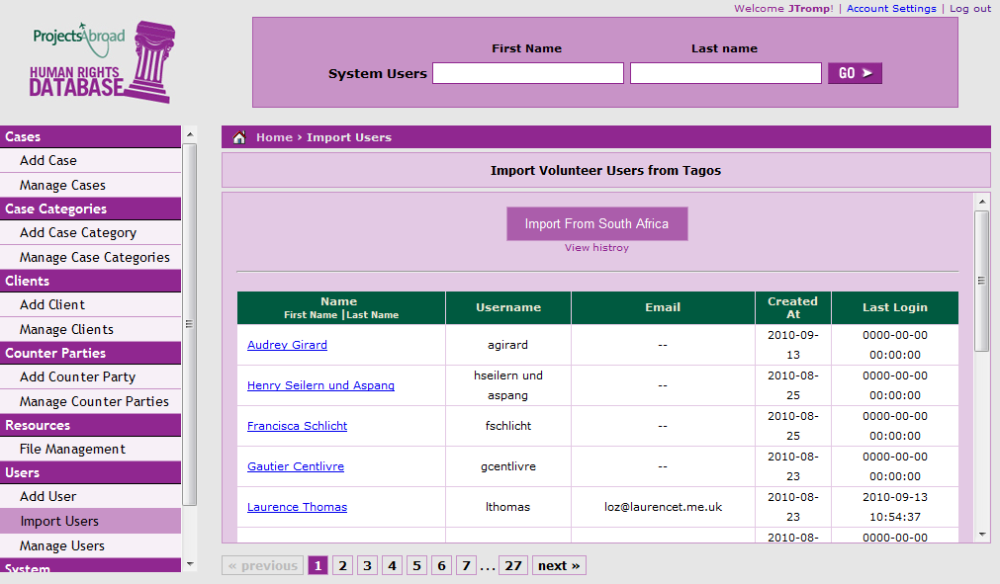 Welcome JTromp! | Account Settings | Log out
ProjectsAbroad
HUMAN RIGHTS
DATABASE
First Name Last name
System Users GO
Cases
Add Case
Manage Cases
Case Categories
Add Case Category
Manage Case Categories
Clients
Add Client
Manage Clients
Counter Parties
Add Counter Party
Manage Counter Parties
Resources
File Management
Users
Add User
Import Users
Manage Users
System
Home › Import Users
Import Volunteer Users from Tagos
Import From South Africa
View histroy
Name Username Email Created At Last Login
First Name | Last Name
Audrey Girard agirard -- 2010-09-13 0000-00-00 00:00:00
Henry Seilern und Aspang hseilern und aspang -- 2010-08-25 0000-00-00 00:00:00
Francisca Schlicht fschlicht -- 2010-08-25 0000-00-00 00:00:00
Gautier Centlivre gcentlivre -- 2010-08-23 0000-00-00 00:00:00
Laurence Thomas lthomas loz@laurencet.me.uk 2010-08-23 2010-09-13 10:54:37
2010-08- 0000-00-00
« previous 1 2 3 4 5 6 7 ... 27 next »